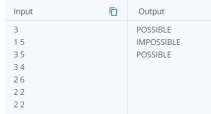 Input
Output
3
POSSIBLE
1 5
IMPOSSIBLE
3 5
POSSIBLE
3 4
2 6
2 2
2 2